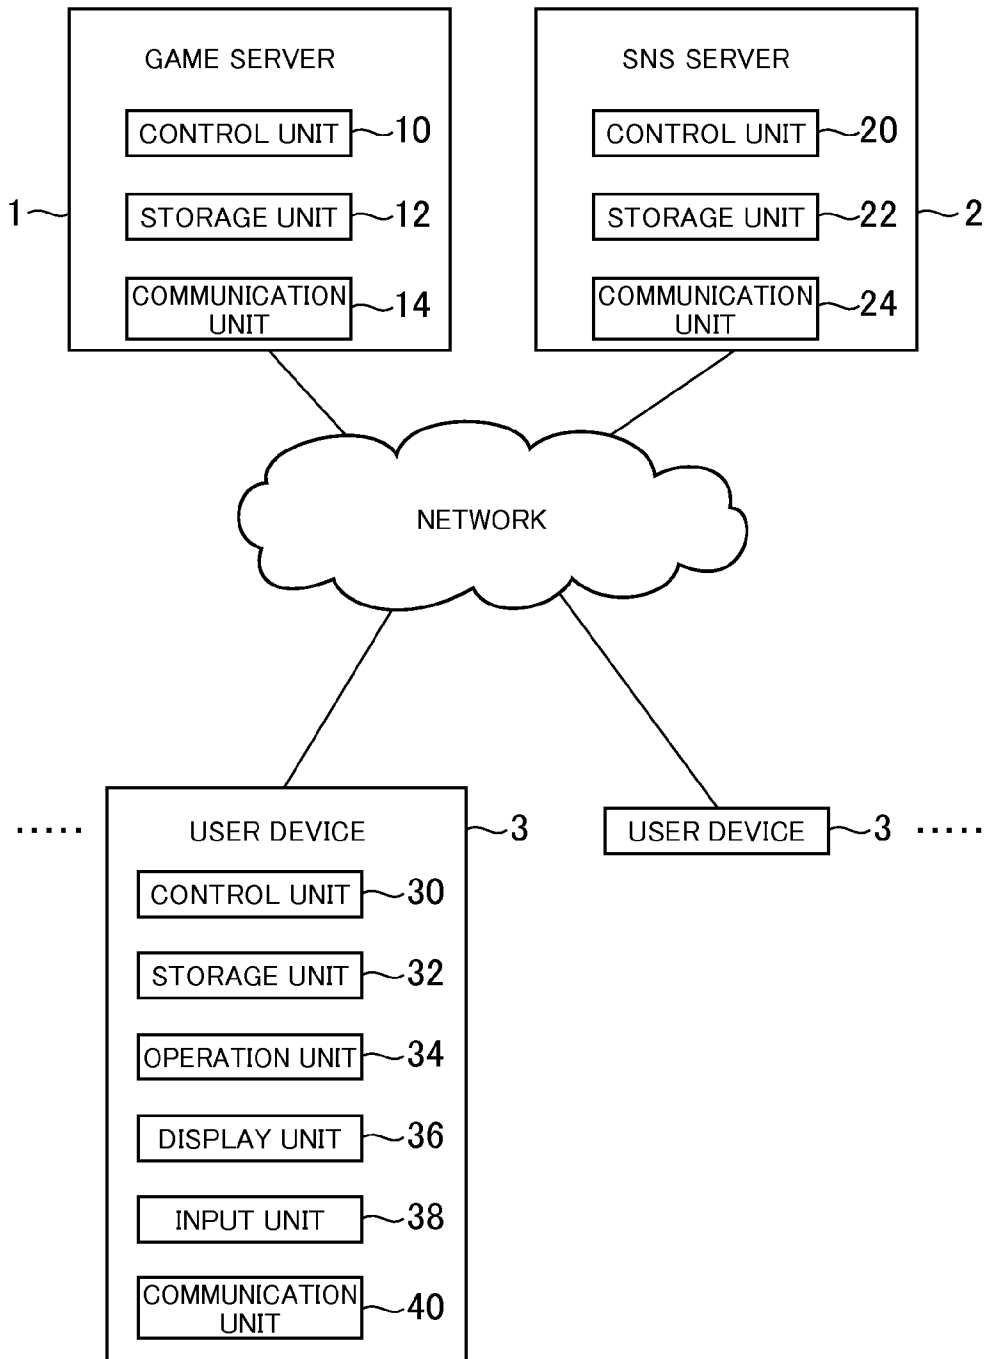 GAME SERVER
CONTROL UNIT 10
STORAGE UNIT 12
COMMUNICATION
UNIT 14
1
SNS SERVER
CONTROL UNIT 20
STORAGE UNIT 22
COMMUNICATION
UNIT 24
2
NETWORK
.....
USER DEVICE 3
CONTROL UNIT 30
STORAGE UNIT 32
OPERATION UNIT 34
DISPLAY UNIT 36
INPUT UNIT 38
COMMUNICATION
UNIT 40
USER DEVICE 3
.....